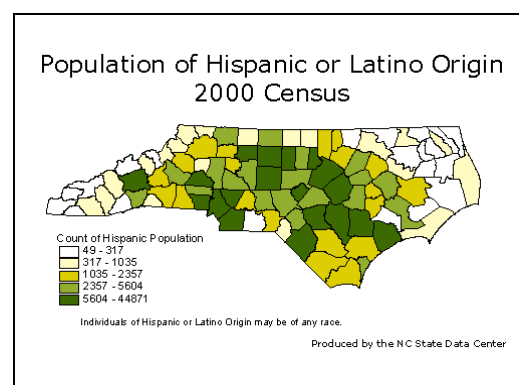 Population of Hispanic or Latino Origin
2000 Census
Count of Hispanic Population
49 - 317
317 - 1035
1035 - 2357
2357 - 5604
5604 - 44871
Individuals of Hispanic or Latino Origin may be of any race.
Produced by the NC State Data Center